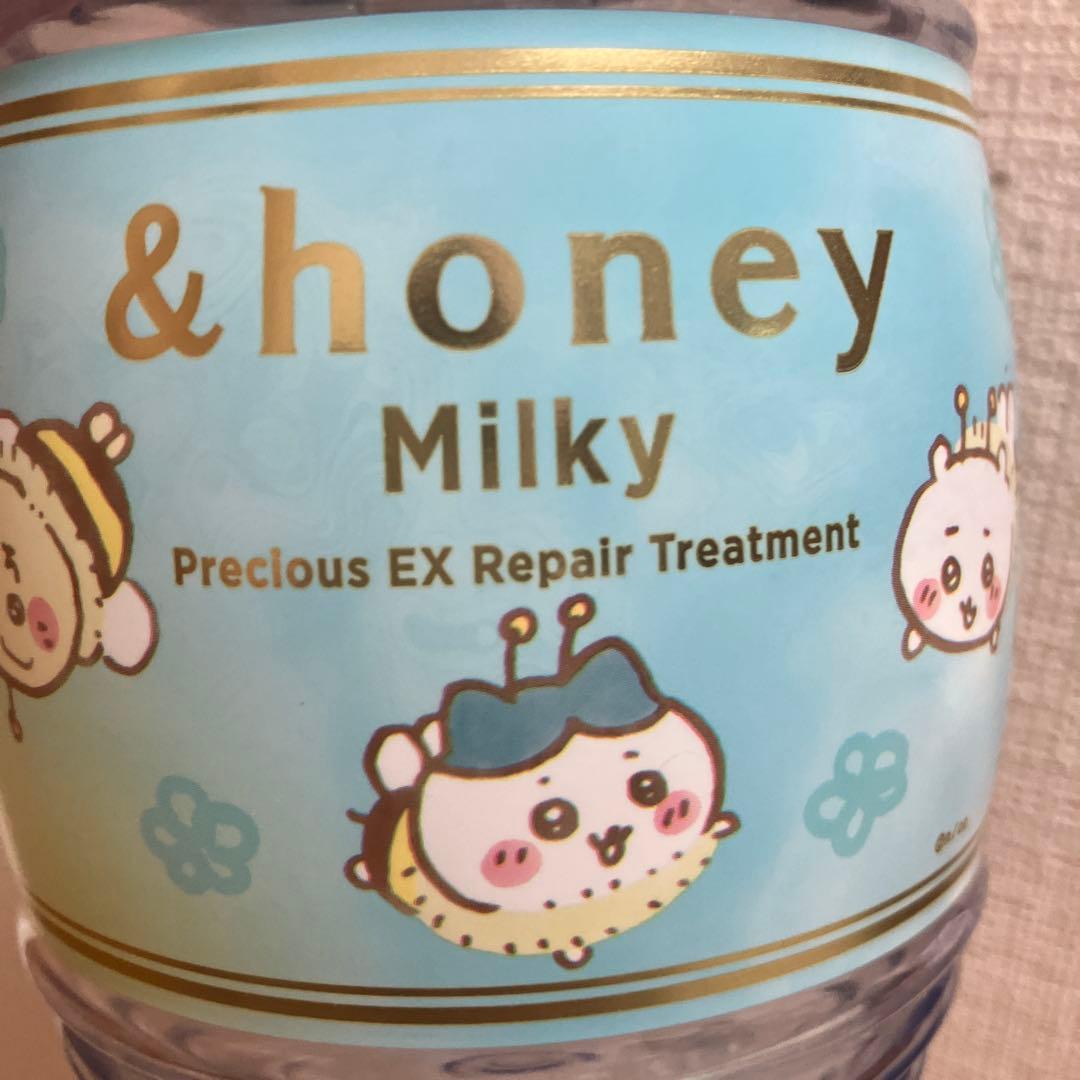 &honey
Milky
Precious EX Repair Treatment